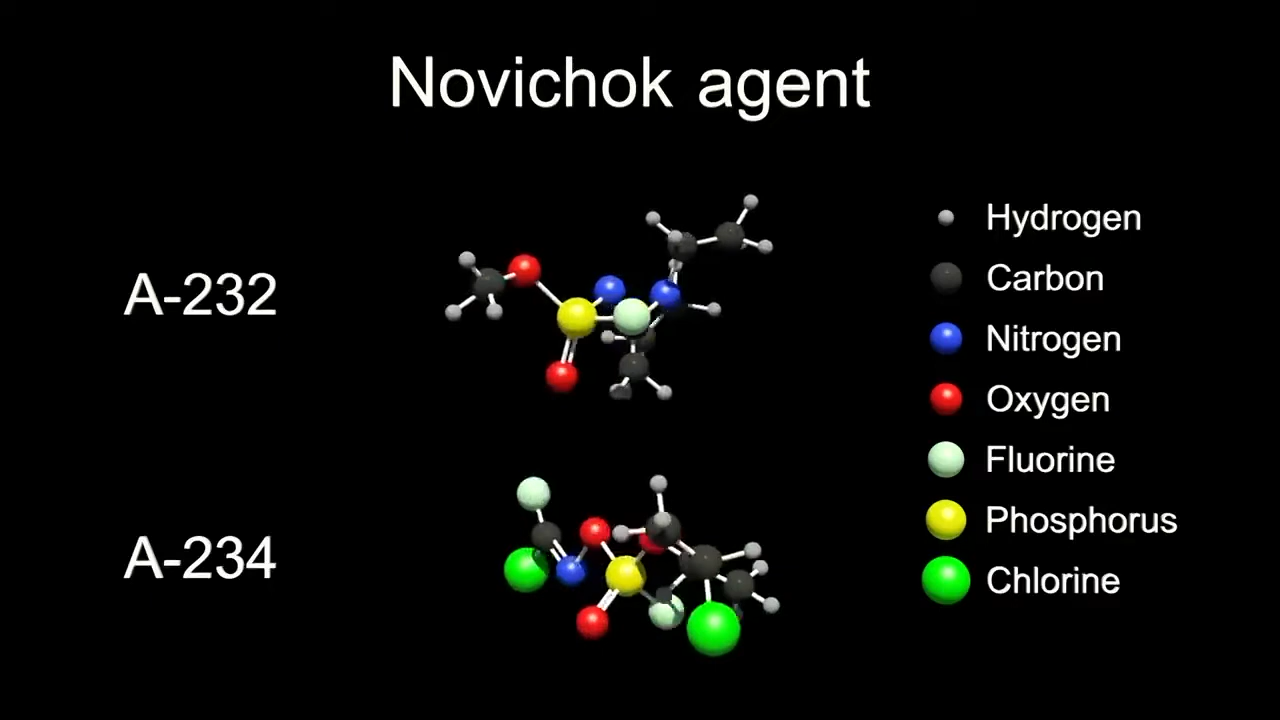 Novichok agent
A-232
A-234
Hydrogen
Carbon
Nitrogen
Oxygen
Fluorine
Phosphorus
Chlorine